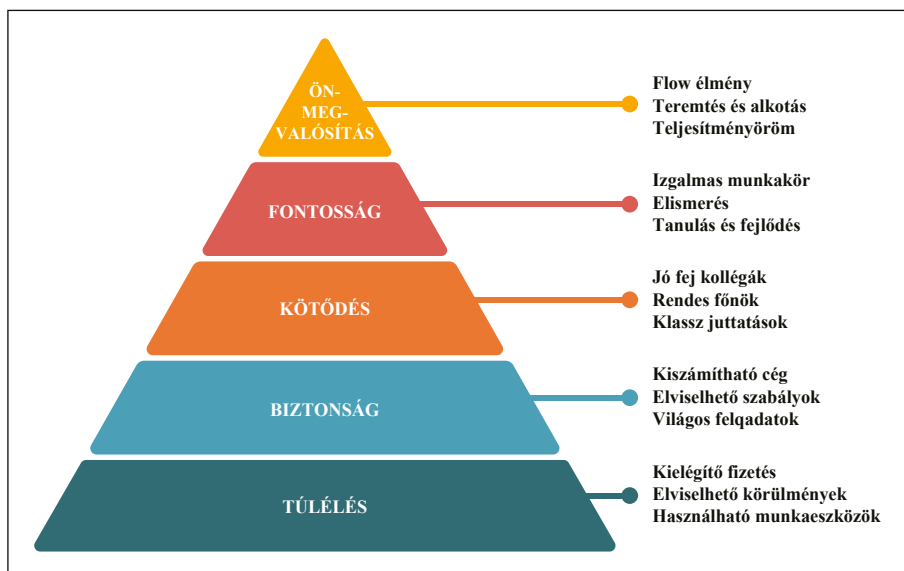 ÖN-
MEG-
VALÓSÍTÁS
Flow élmény
Teremtés és alkotás
Teljesítményöröm
FONTOSSÁG
Izgalmas munkakör
Elismerés
Tanulás és fejlődés
KÖTŐDÉS
Jó fej kollégák
Rendes főnök
Klassz juttatások
BIZTONSÁG
Kiszámítható cég
Elviselhető szabályok
Világos felqadatok
TÚLÉLÉS
Kielégítő fizetés
Elviselhető körülmények
Használható munkaeszközök